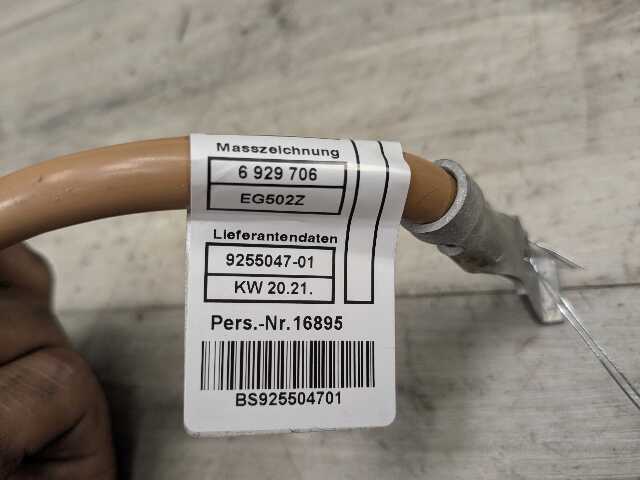 Masszeichnung
6 929 706
EG502Z
Lieferantendaten
9255047-01
KW 20.21.
Pers.-Nr.16895
BS925504701